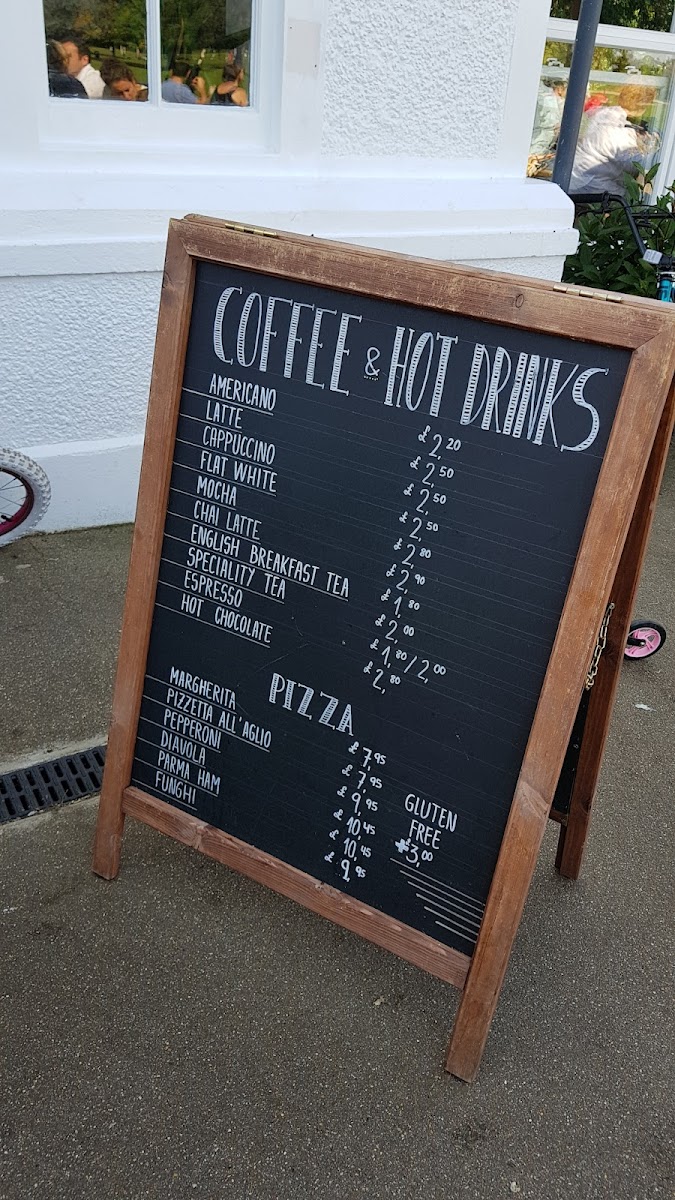 COFFEE & HOT DRINKS
AMERICANO £2.20
LATTE £2.50
CAPPUCCINO £2.50
FLAT WHITE £2.50
MOCHA £2.80
CHAI LATTE £2.90
ENGLISH BREAKFAST TEA £1.80
SPECIALITY TEA £2.00
ESPRESSO £1.80/2.00
HOT CHOCOLATE £2.80
PIZZA
MARGHERITA £7.95
PIZZETTA ALL'AGLIO £7.95
PEPPERONI £9.95
DIAVOLA £10.45
PARMA HAM £10.45
FUNGHI £9.95
GLUTEN
FREE
+£3.00